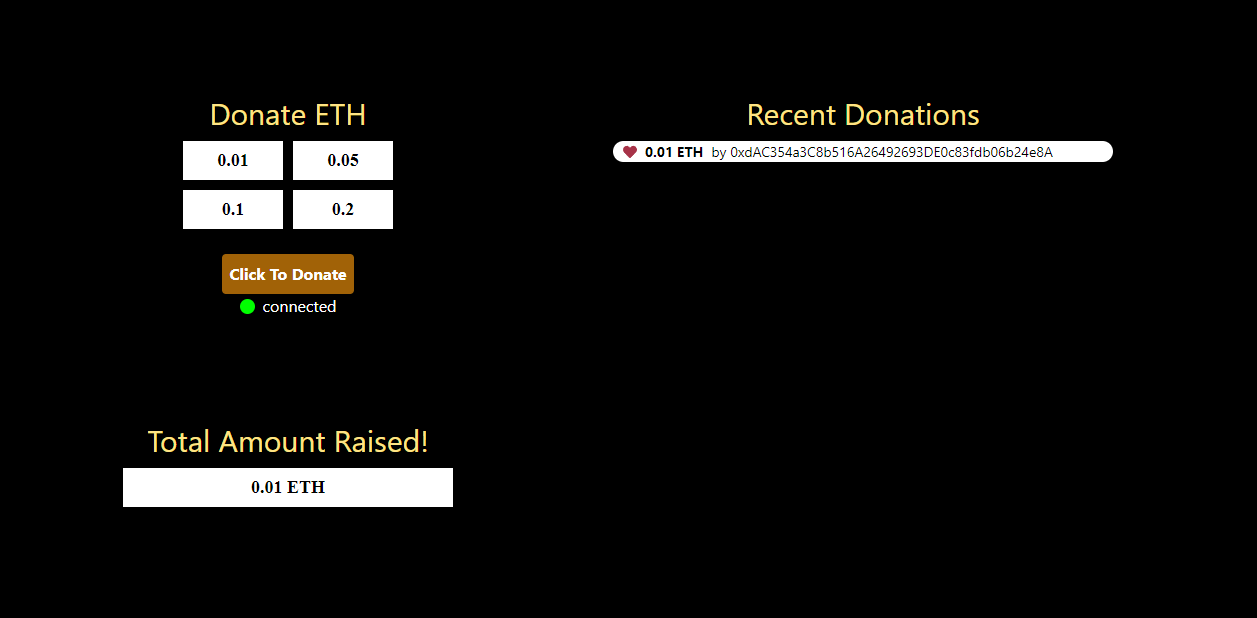 Donate ETH
0.01
0.05
0.1
0.2
Click To Donate
connected
Total Amount Raised!
0.01 ETH
Recent Donations
0.01 ETH by 0xdAC354a3C8b516A26492693DE0c83fdb06b24e8A